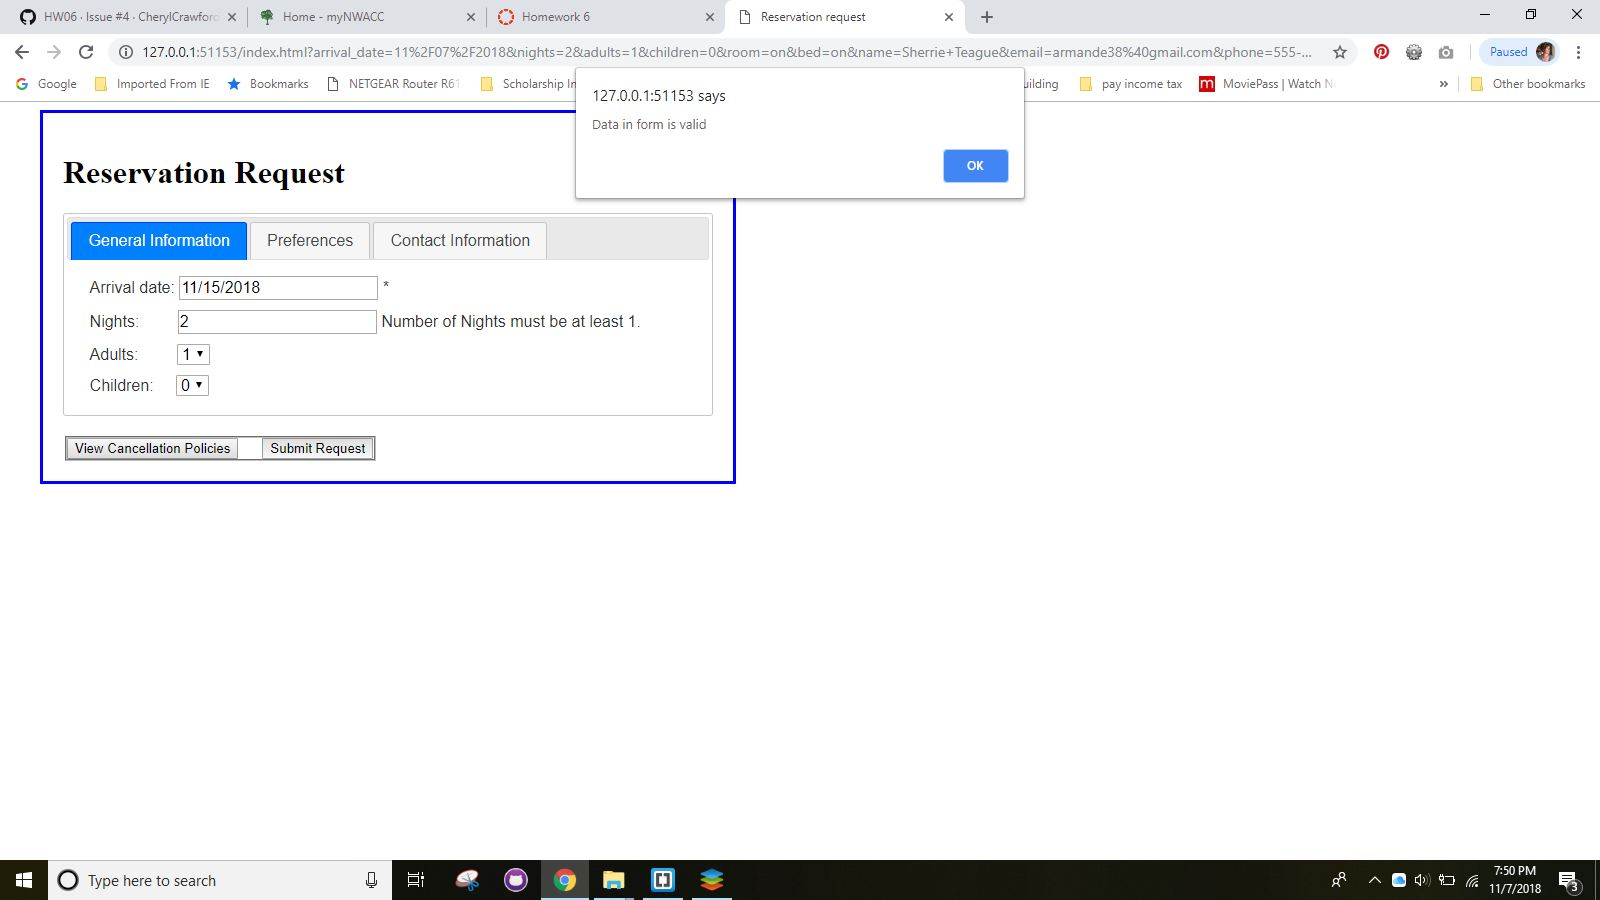 HW06 · Issue #4 · CherylCrawford
Home - myNWACC
Homework 6
Reservation request
127.0.0.1:51153/index.html?arrival_date=11%2F07%2F2018&nights=2&adults=1&children=0&room=on&bed=on&name=Sherrie+Teague&email=armande38%40gmail.com&phone=555-...
Paused
Google
Imported From IE
Bookmarks
NETGEAR Router R61
Scholarship In
uilding
pay income tax
m
MoviePass | Watch
»
Other bookmarks
127.0.0.1:51153 says
Data in form is valid
OK
Reservation Request
General Information
Preferences
Contact Information
Arrival date: 11/15/2018 *
Nights: 2 Number of Nights must be at least 1.
Adults: 1
Children: 0
View Cancellation Policies
Submit Request
Type here to search
7:50 PM
11/7/2018
3